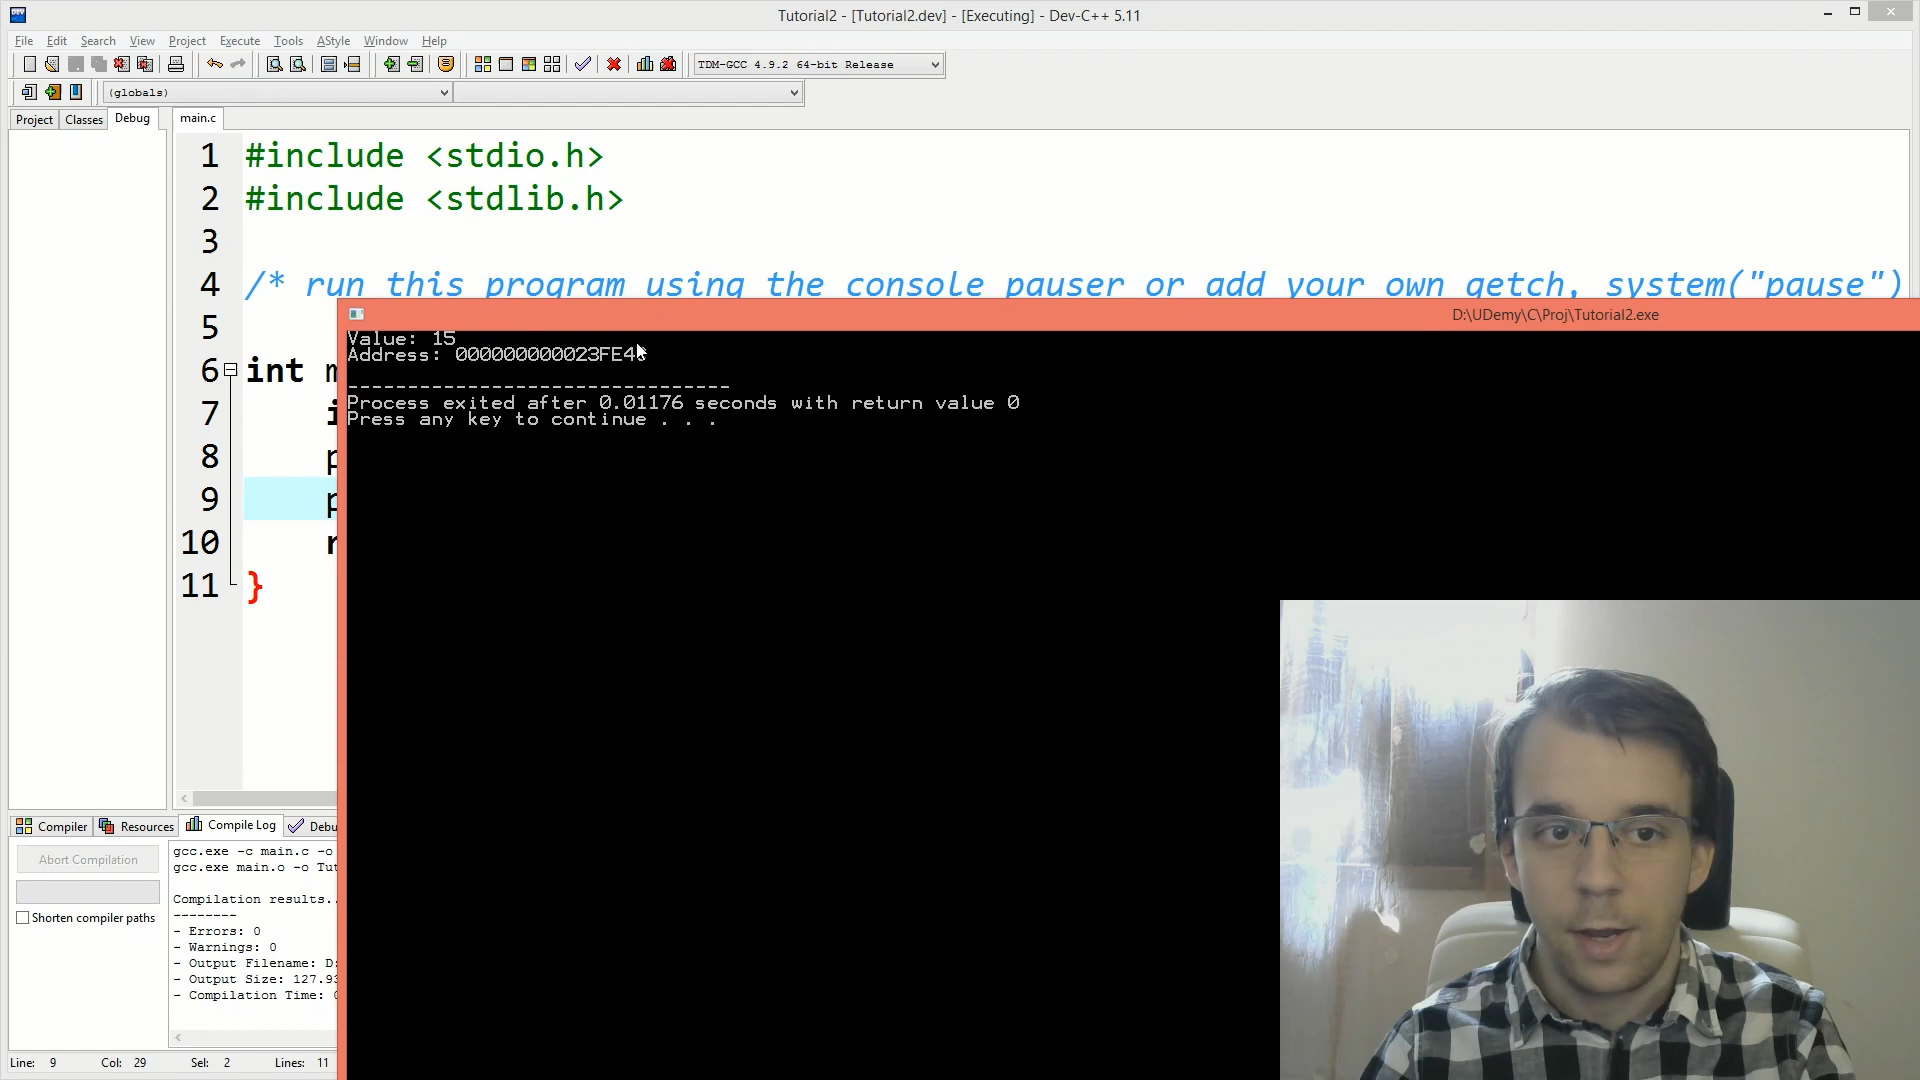 Tutorial2 - [Tutorial2.dev] - [Executing] - Dev-C++ 5.11
File Edit Search View Project Execute Tools AStyle Window Help
TDM-GCC 4.9.2 64-bit Release
(globals)
Project Classes Debug main.c
1 #include <stdio.h>
2 #include <stdlib.h>
3
4 /* run this program using the console pauser or add your own getch, system("pause")
D:\UDemy\C\Proj\Tutorial2.exe
5
Value: 15
Address: 000000000023FE4
6 int m
--------------------------------
Process exited after 0.01176 seconds with return value 0
Press any key to continue . . .
7 i
8 p
9 p
10 r
11 }
Compiler Resources Compile Log Debu
Abort Compilation
Shorten compiler paths
gcc.exe -c main.c -o
gcc.exe main.o -o Tut
Compilation results..
--------
- Errors: 0
- Warnings: 0
- Output Filename: D:
- Output Size: 127.93
- Compilation Time: 0
Line: 9 Col: 29 Sel: 2 Lines: 11